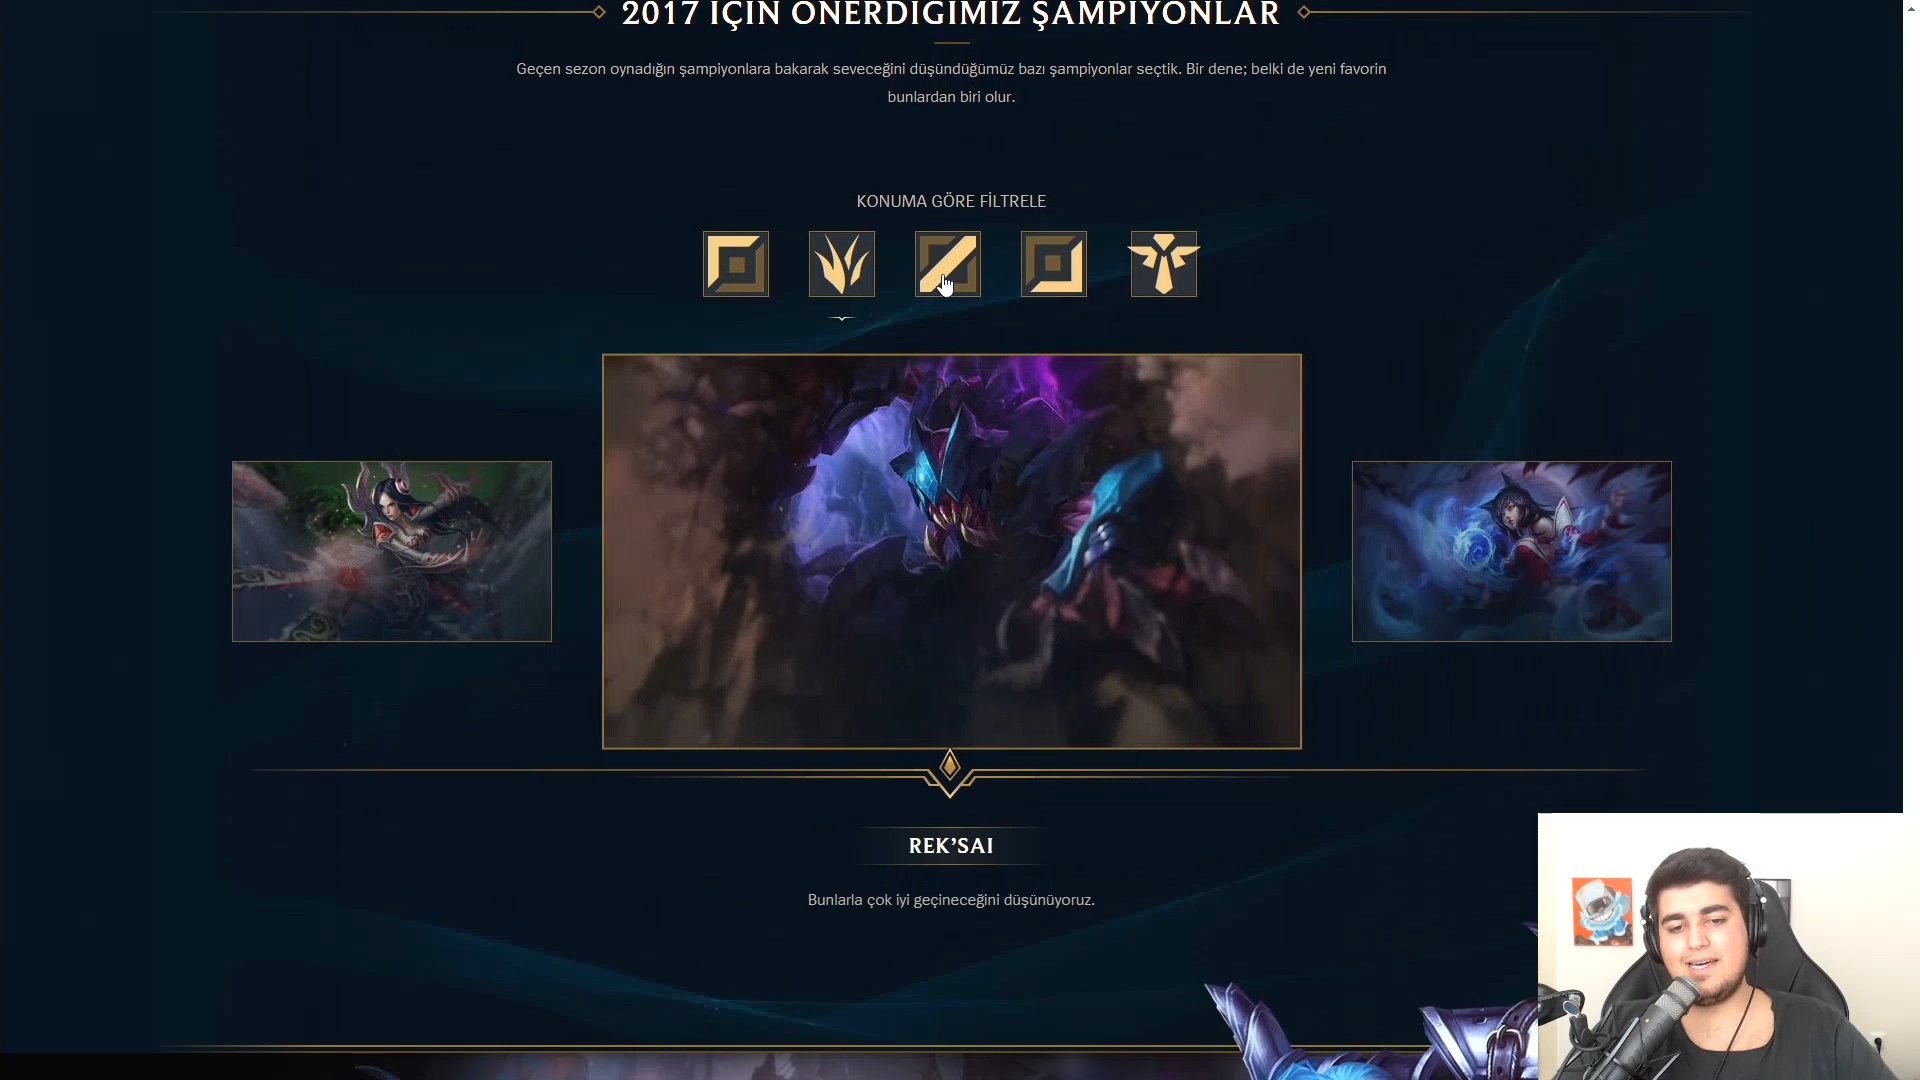 2017 İÇİN ÖNERDİĞİMİZ ŞAMPİYONLAR
Geçen sezon oynadığın şampiyonlara bakarak seveceğini düşündüğümüz bazı şampiyonlar seçtik. Bir dene; belki de yeni favorin
bunlardan biri olur.
KONUMA GÖRE FİLTRELE
REK'SAI
Bunlarla çok iyi geçineceğini düşünüyoruz.